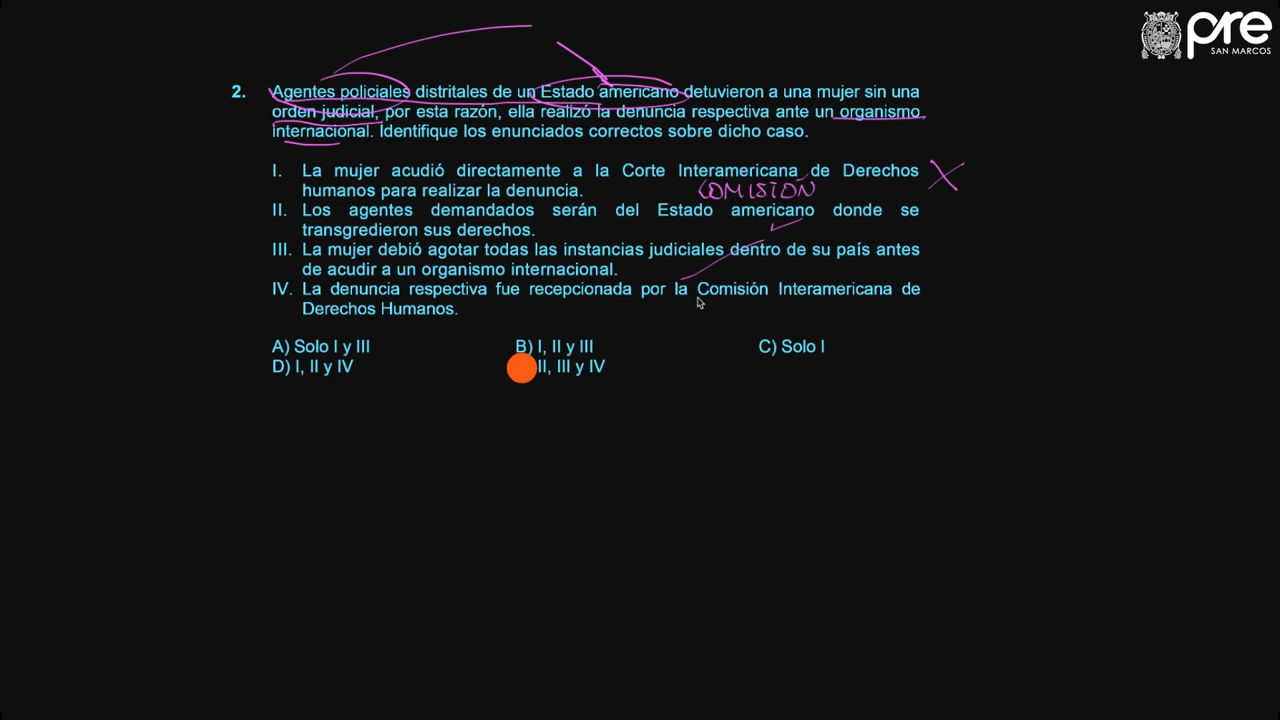 pre
SAN MARCOS
2. Agentes policiales distritales de un Estado americano detuvieron a una mujer sin una
orden judicial, por esta razón, ella realizó la denuncia respectiva ante un organismo
internacional. Identifique los enunciados correctos sobre dicho caso.
I. La mujer acudió directamente a la Corte Interamericana de Derechos
humanos para realizar la denuncia.
COMISION
II. Los agentes demandados serán del Estado americano donde se
transgredieron sus derechos.
III. La mujer debió agotar todas las instancias judiciales dentro de su país antes
de acudir a un organismo internacional.
IV. La denuncia respectiva fue recepcionada por la Comisión Interamericana de
Derechos Humanos.
A) Solo I y III B) I, II y III C) Solo I
D) I, II y IV II, III y IV